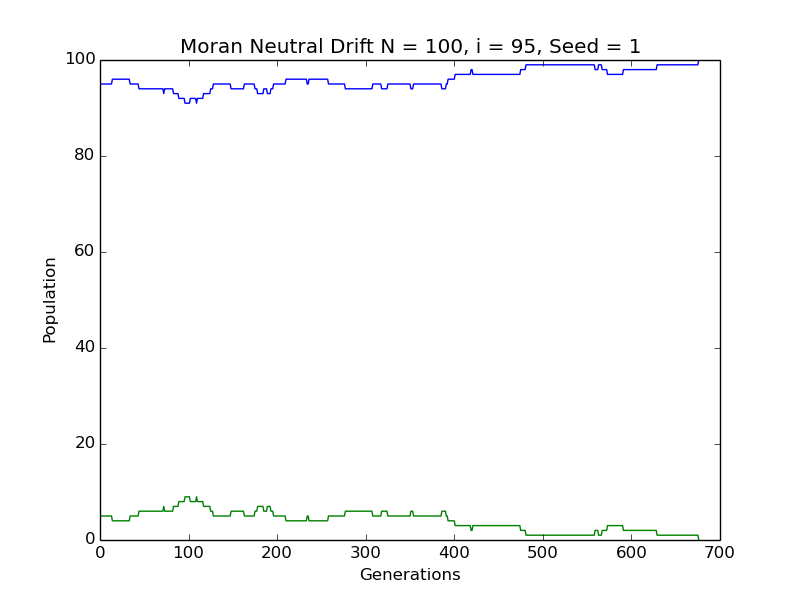 Moran Neutral Drift N = 100, i = 95, Seed = 1
100
80
60
40
20
0
Population
0 100 200 300 400 500 600 700
Generations